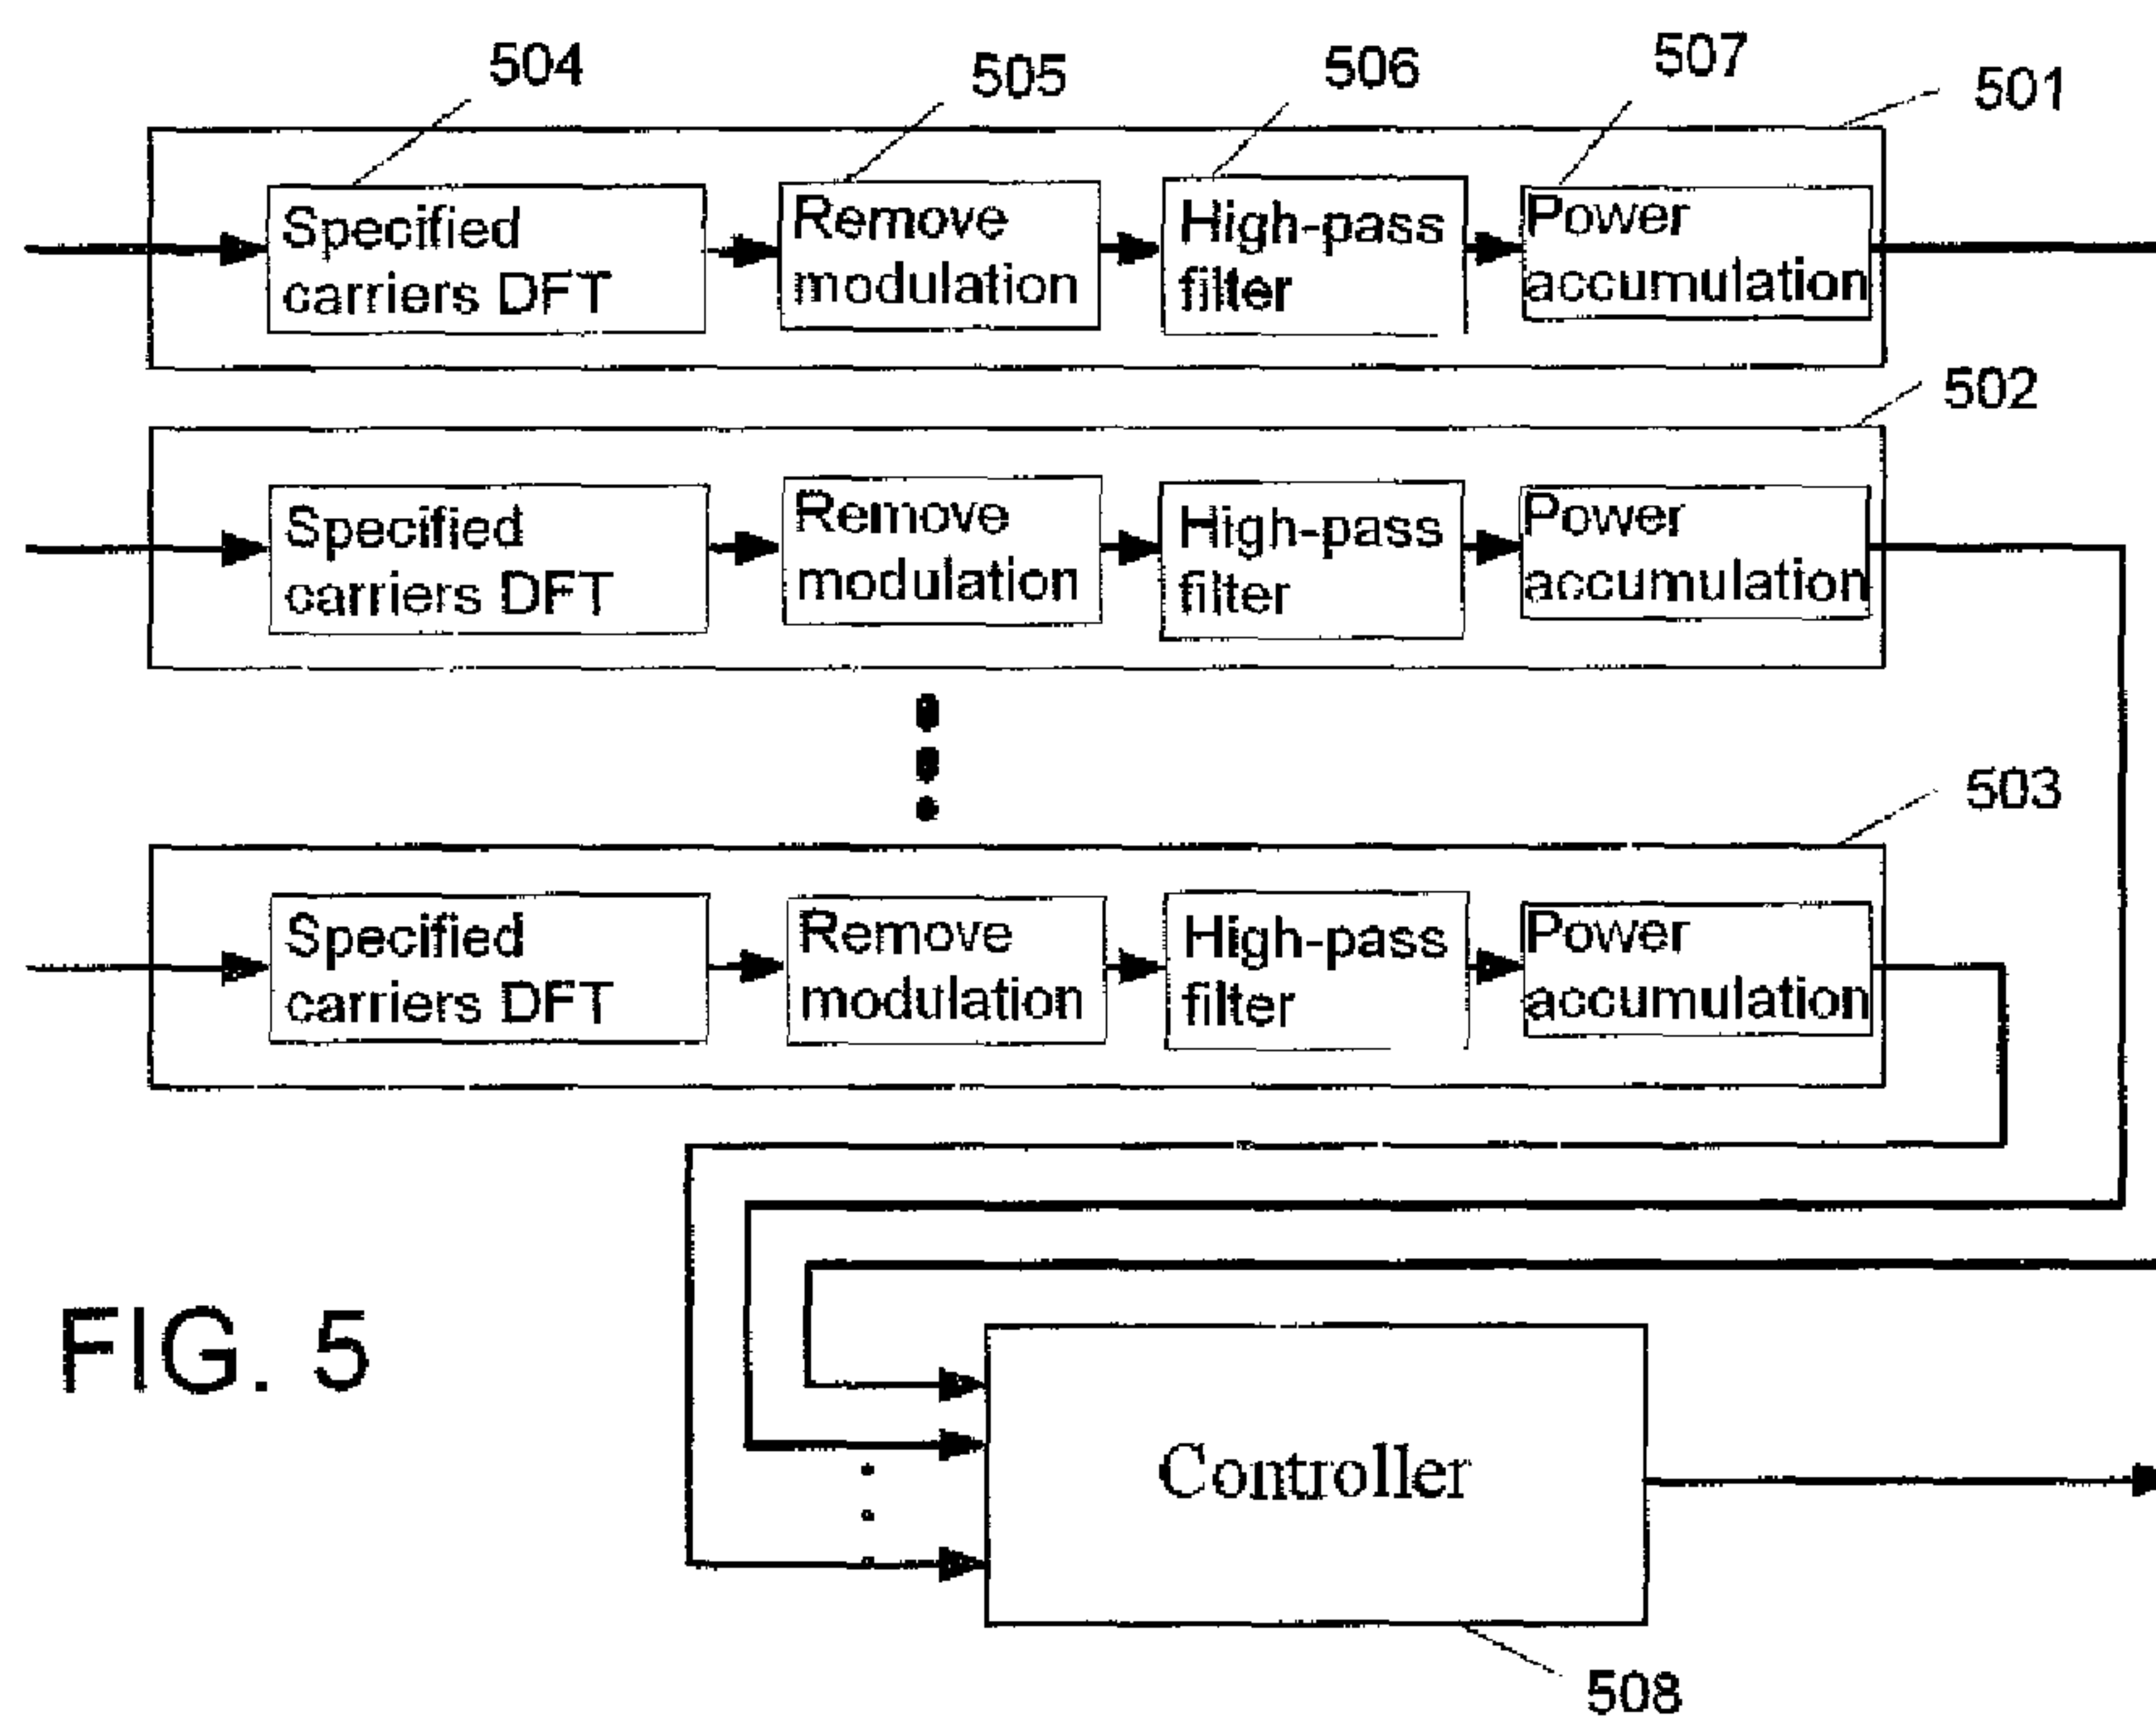 504
505
506
507
501
Specified
carriers DFT
Remove
modulation
High-pass
filter
Power
accumulation
502
Specified
carriers DFT
Remove
modulation
High-pass
filter
Power
accumulation
503
Specified
carriers DFT
Remove
modulation
High-pass
filter
Power
accumulation
FIG. 5
Controller
508